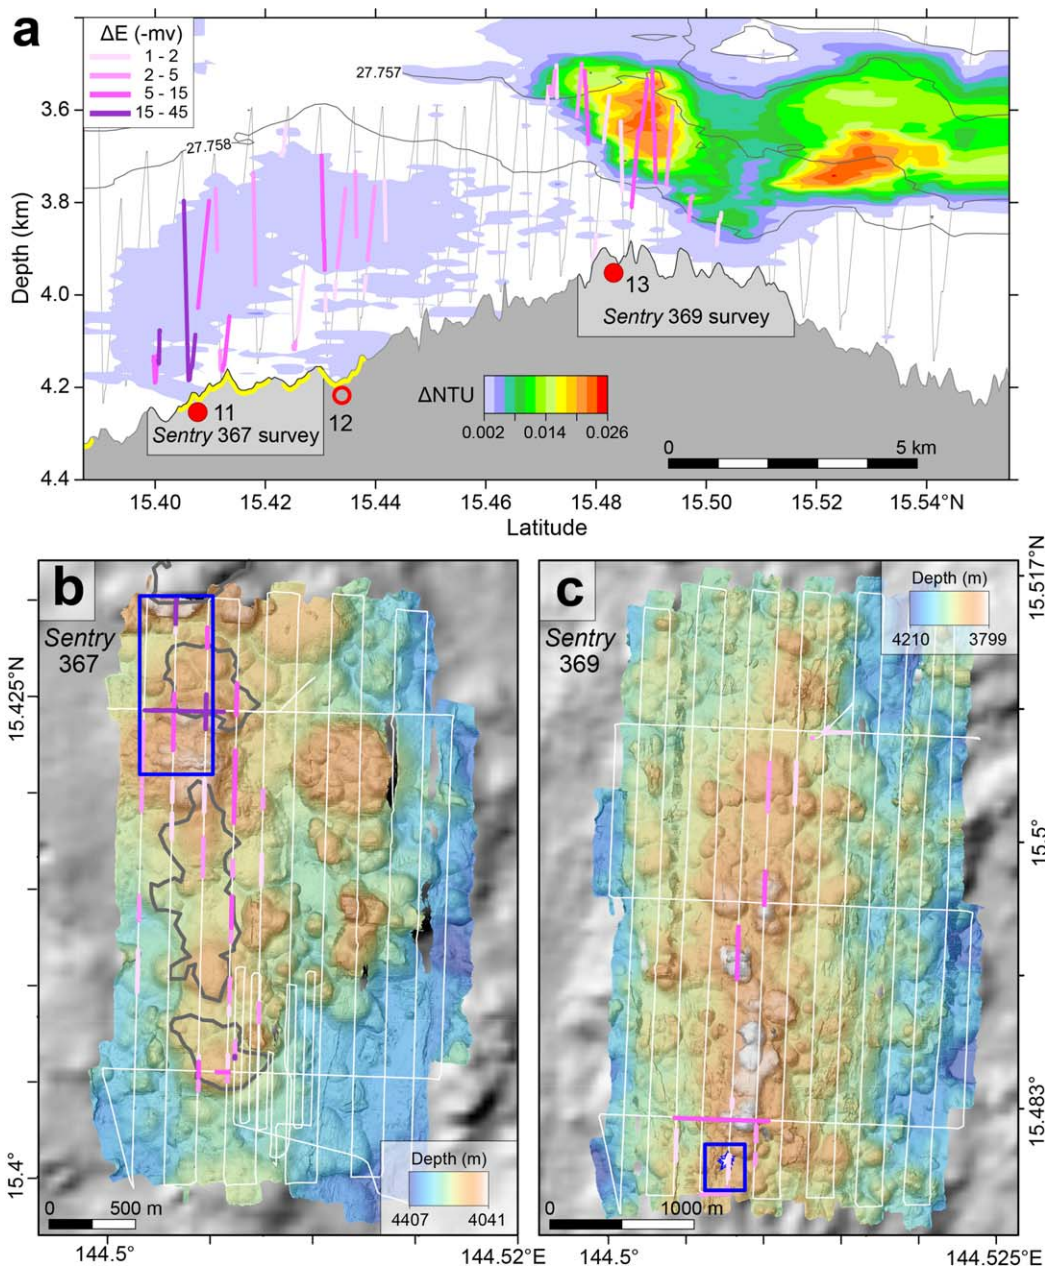 a
ΔE (-mv)
1 - 2
2 - 5
5 - 15
15 - 45
27.757
27.758
3.6
3.8
4.0
4.2
4.4
Depth (km)
13
Sentry 369 survey
11
12
Sentry 367 survey
ΔNTU
0.002
0.014
0.026
0
5 km
15.40
15.42
15.44
15.46
15.48
15.50
15.52
15.54°N
Latitude
b
Sentry
367
15.425°N
15.4°
0
500 m
Depth (m)
4407
4041
144.5°
144.52°E
c
Sentry
369
Depth (m)
4210
3799
15.517°N
15.5°
15.483°
0
1000 m
144.5°
144.525°E